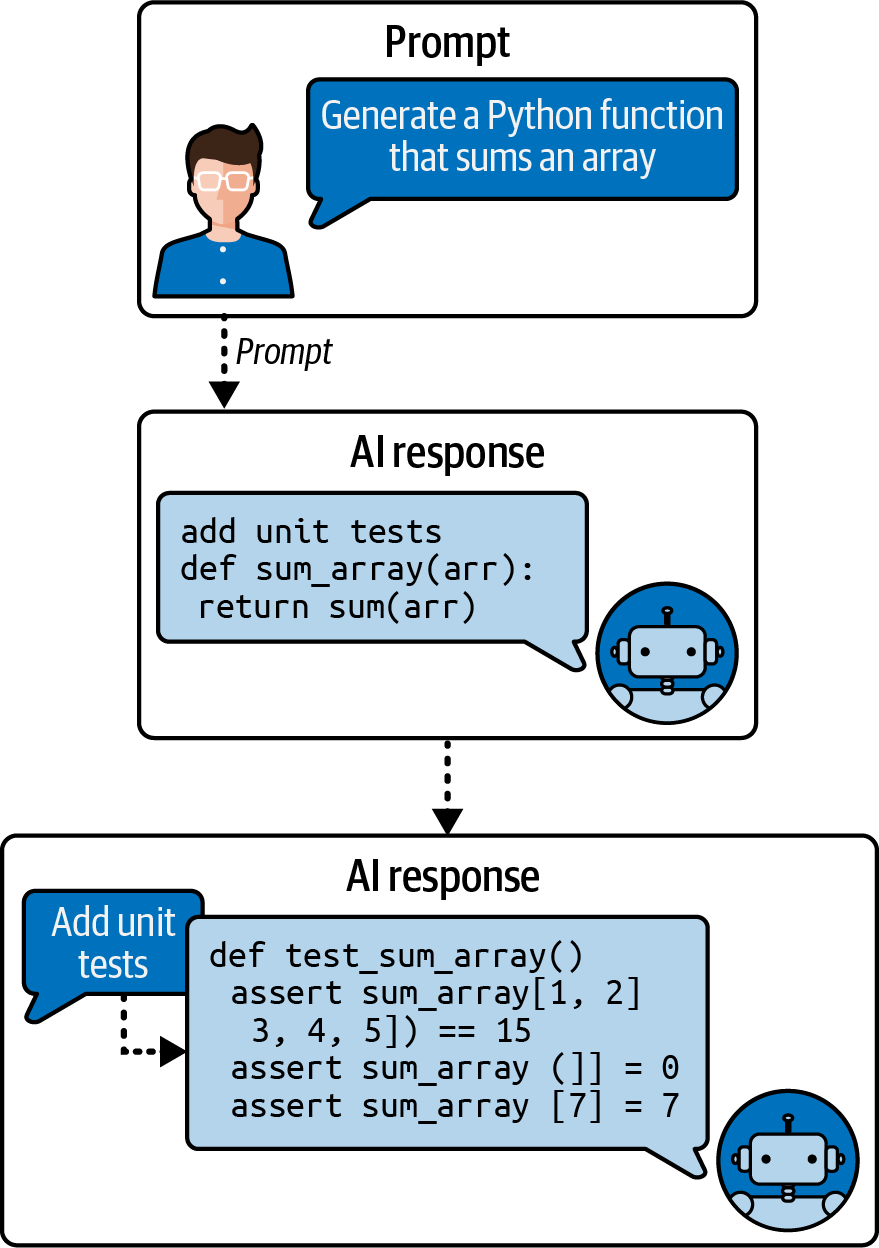 Prompt
Generate a Python function
that sums an array
Prompt
AI response
add unit tests
def sum_array(arr):
return sum(arr)
AI response
Add unit
tests
def test_sum_array()
assert sum_array[1, 2]
3, 4, 5]) == 15
assert sum_array (]] = 0
assert sum_array [7] = 7